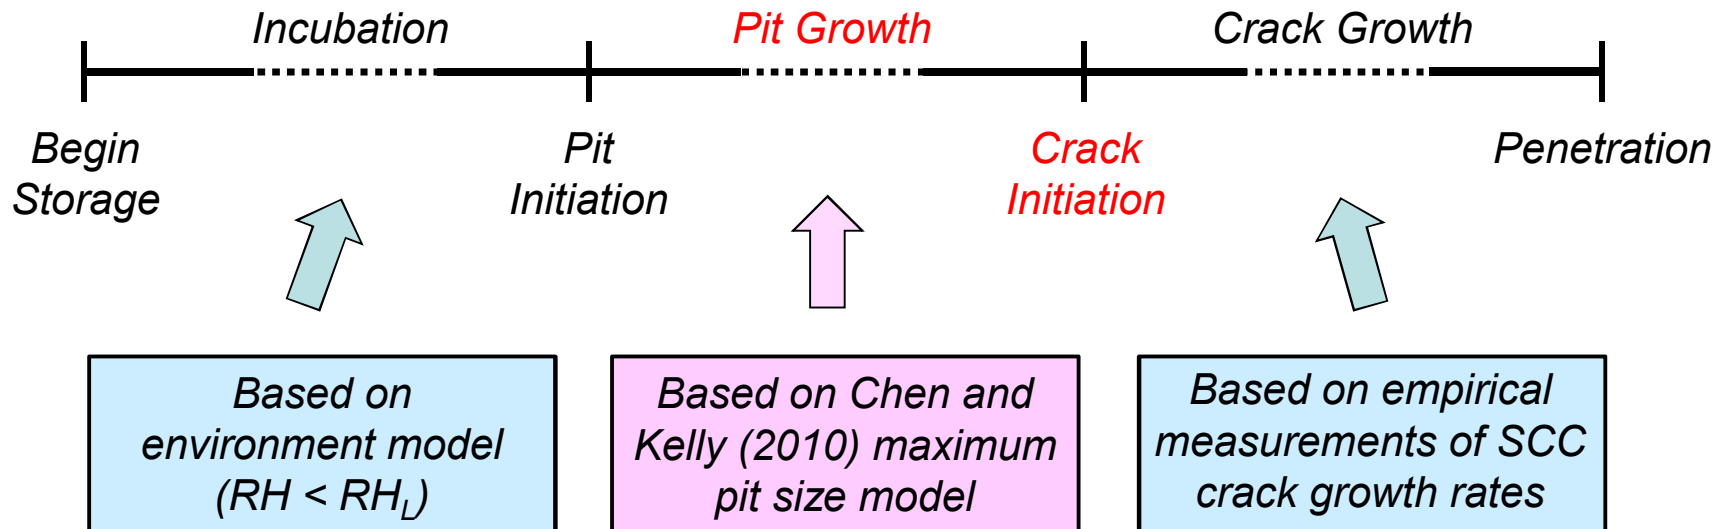 Incubation
Pit Growth
Crack Growth
Begin
Storage
Pit
Initiation
Crack
Initiation
Penetration
Based on
environment model
(RH < RH_L)
Based on Chen and
Kelly (2010) maximum
pit size model
Based on empirical
measurements of SCC
crack growth rates